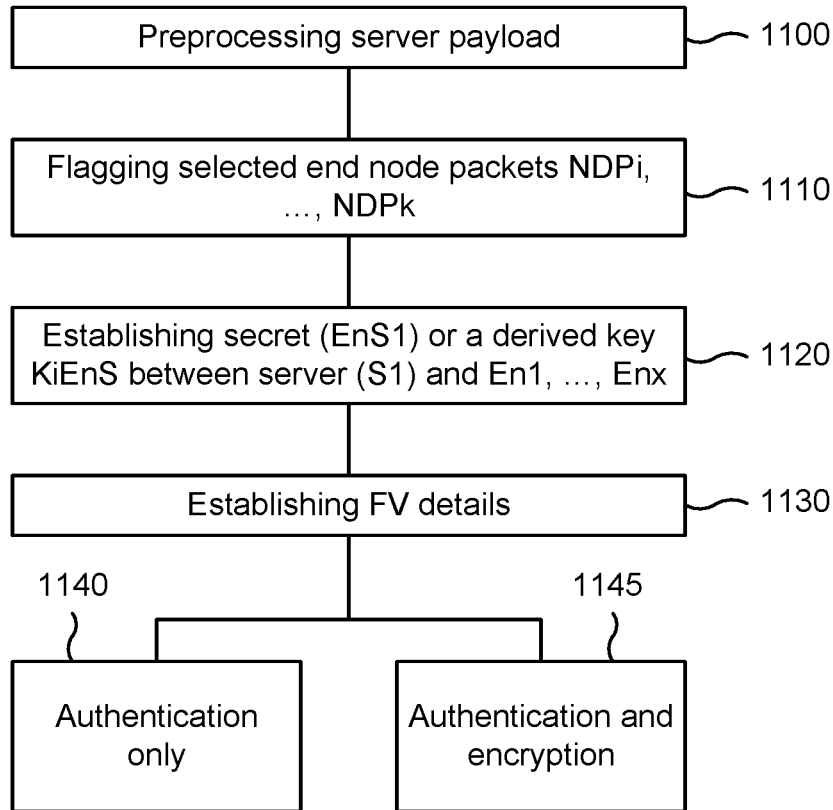 Preprocessing server payload
1100
Flagging selected end node packets NDPi,
…, NDPk
1110
Establishing secret (EnS1) or a derived key
KiEnS between server (S1) and En1, …, Enx
1120
Establishing FV details
1130
1140
1145
Authentication
only
Authentication and
encryption